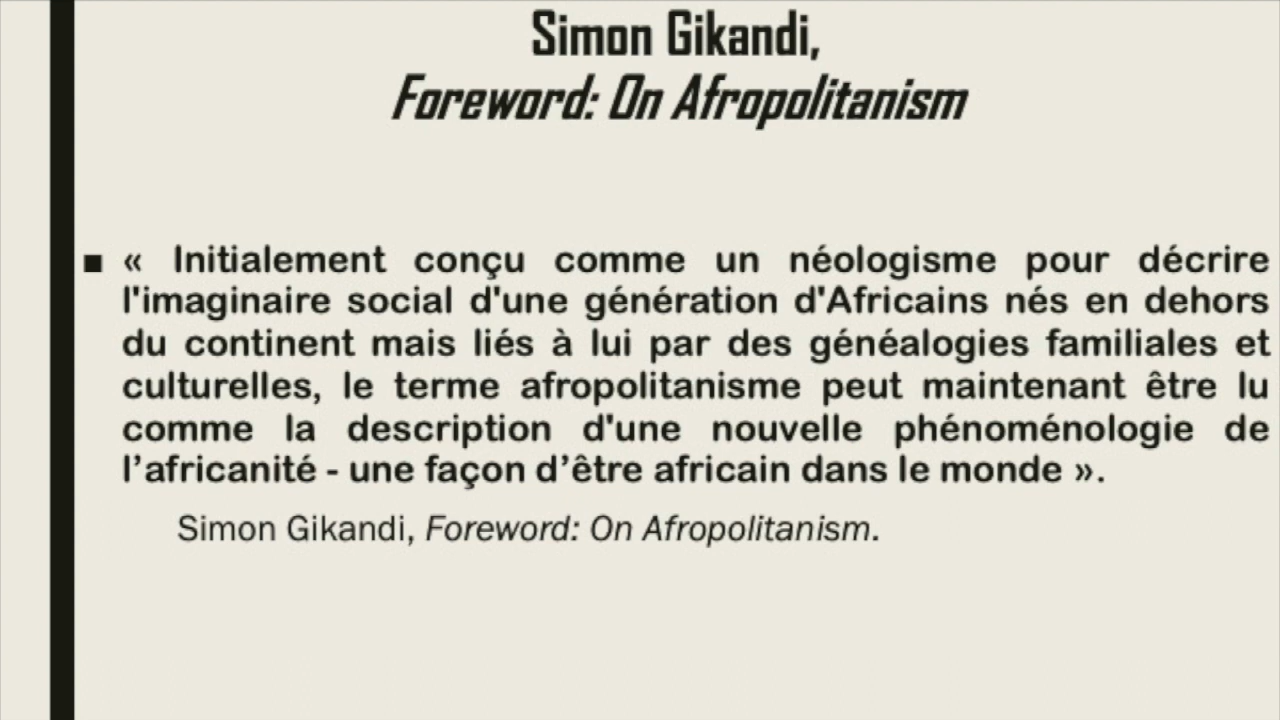 Simon Gikandi,
Foreword: On Afropolitanism
▪ « Initialement conçu comme un néologisme pour décrire
l'imaginaire social d'une génération d'Africains nés en dehors
du continent mais liés à lui par des généalogies familiales et
culturelles, le terme afropolitanisme peut maintenant être lu
comme la description d'une nouvelle phénoménologie de
l’africanité - une façon d’être africain dans le monde ».
Simon Gikandi, Foreword: On Afropolitanism.